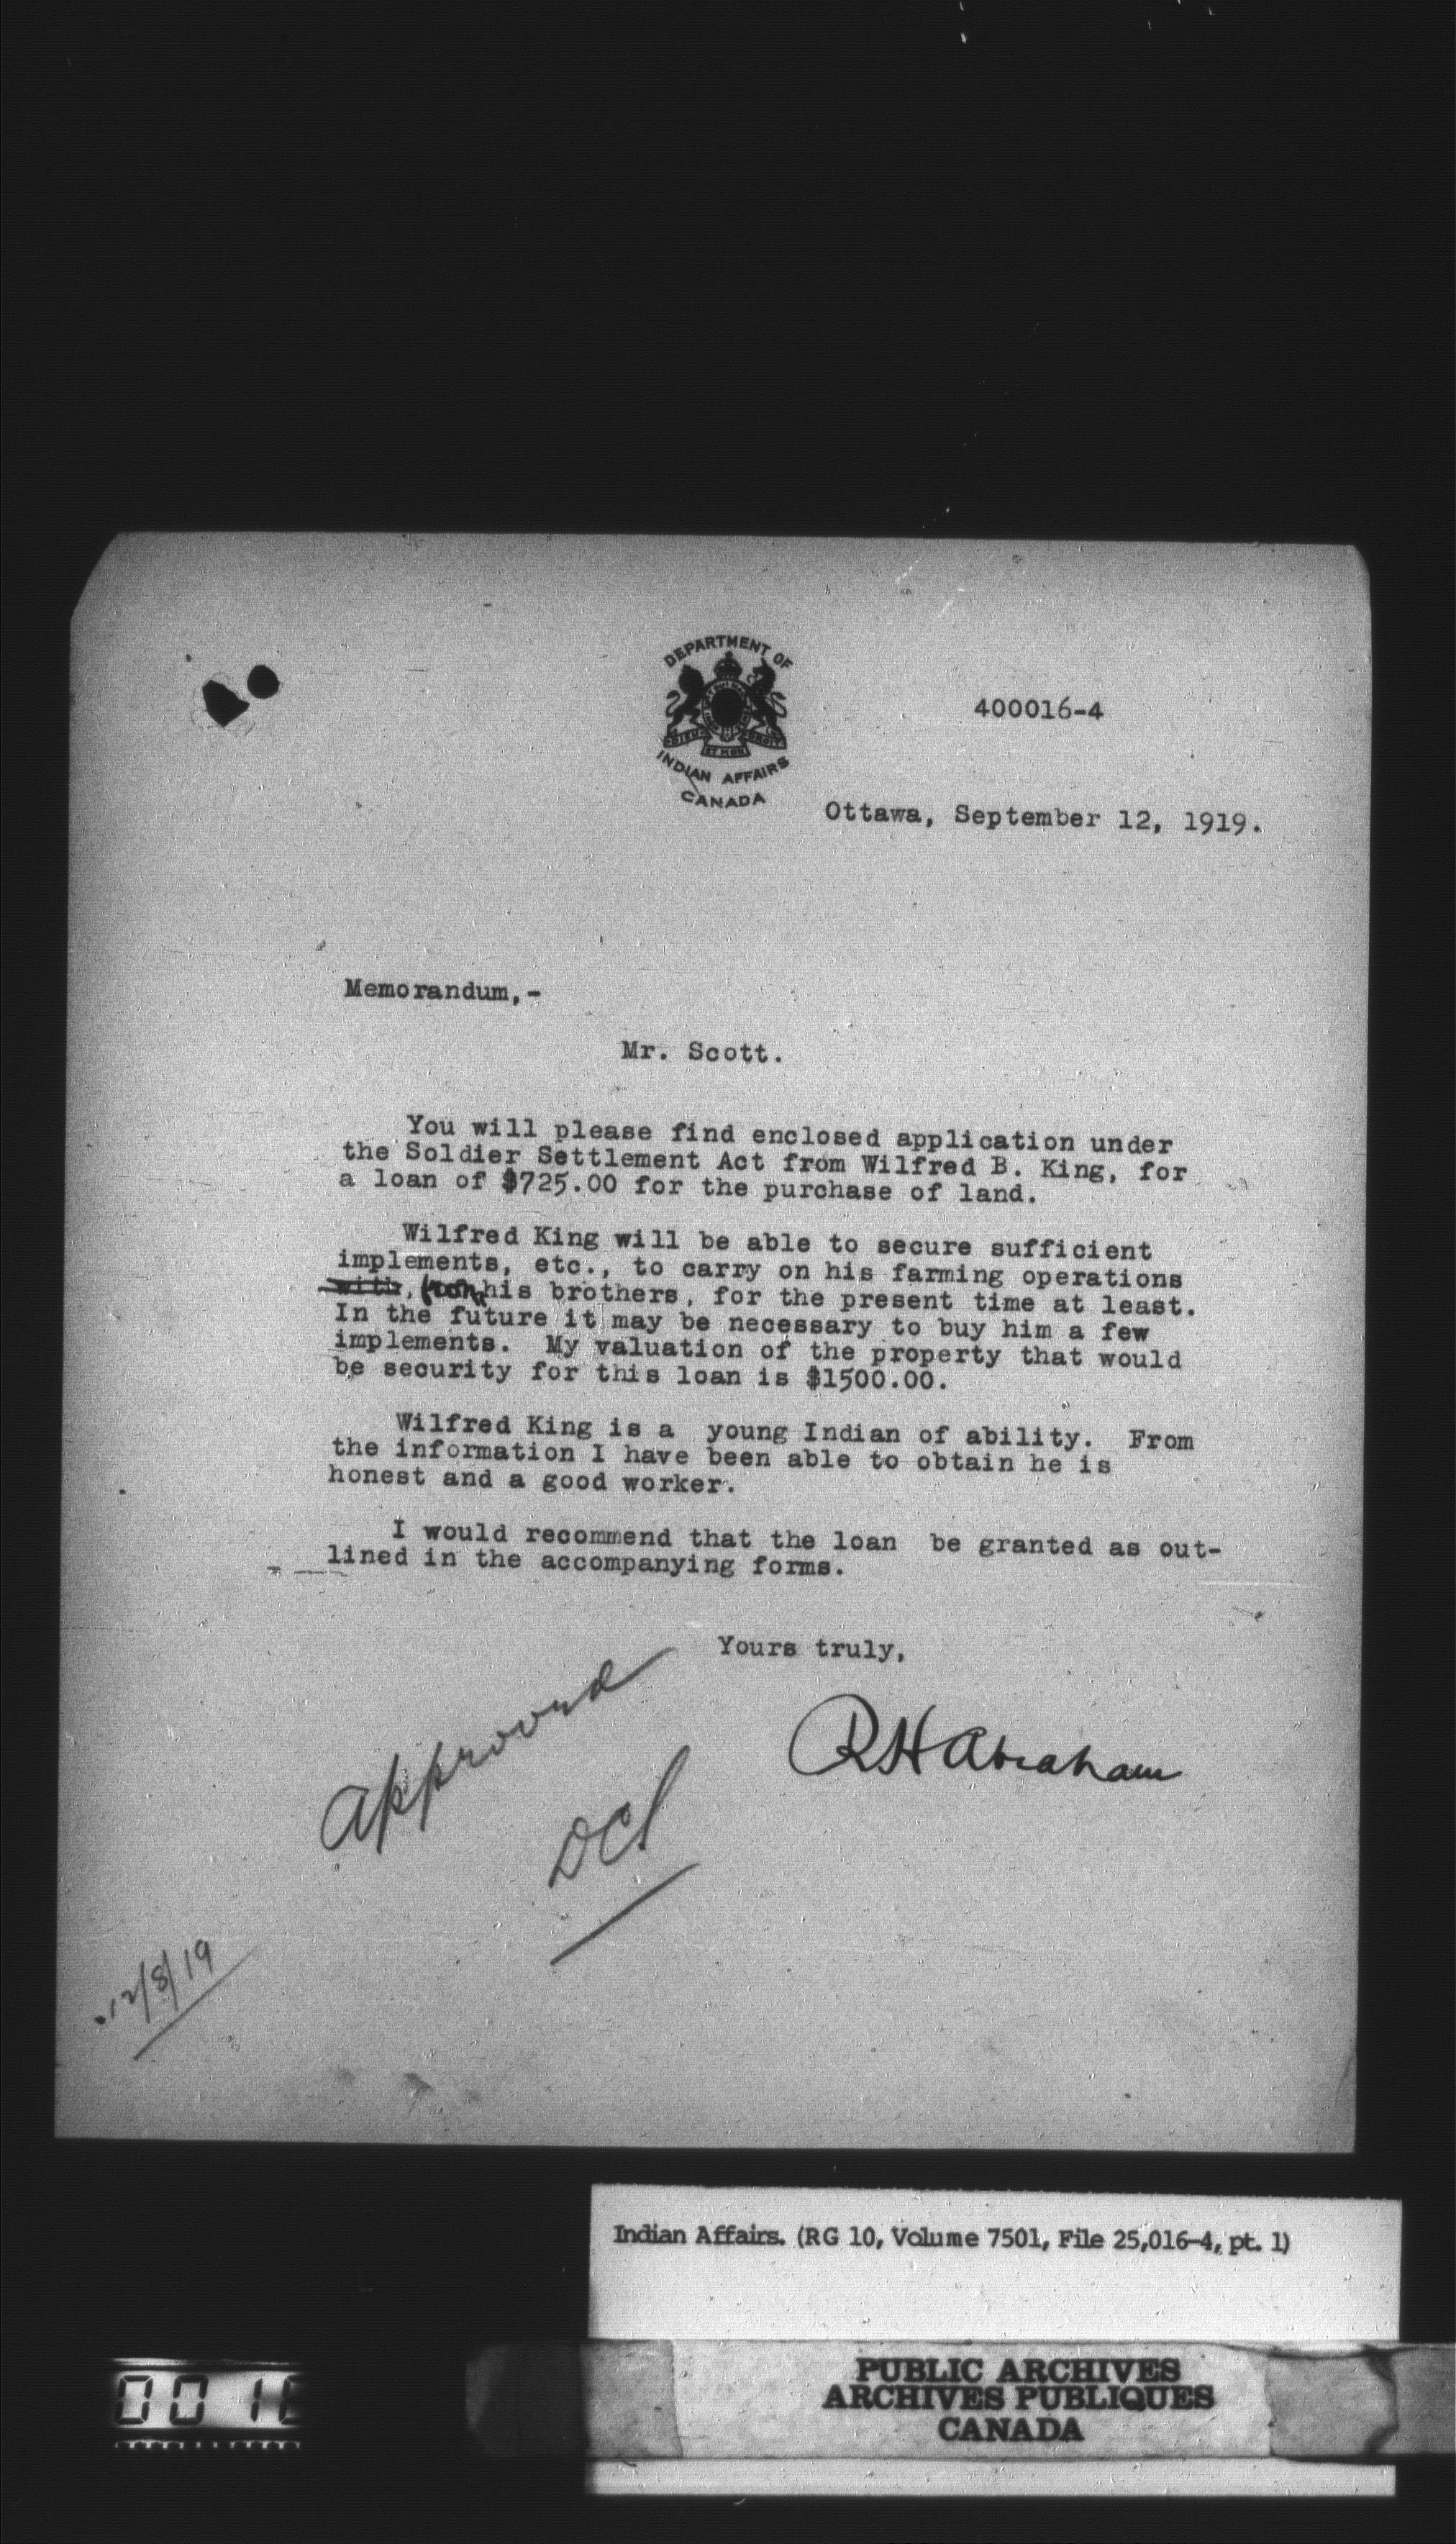 DEPARTMENT OF
INDIAN AFFAIRS
CANADA
400016-4
Ottawa, September 12, 1919.
Memorandum,-
Mr. Scott.
You will please find enclosed application under
the Soldier Settlement Act from Wilfred B. King, for
a loan of $725.00 for the purchase of land.
Wilfred King will be able to secure sufficient
implements, etc., to carry on his farming operations
with, from his brothers, for the present time at least.
In the future it may be necessary to buy him a few
implements. My valuation of the property that would
be security for this loan is $1500.00.
Wilfred King is a young Indian of ability. From
the information I have been able to obtain he is
honest and a good worker.
I would recommend that the loan be granted as out-
lined in the accompanying forms.
Yours truly,
RHAbraham
Approved
DCS
12/8/19
Indian Affairs. (RG 10, Volume 7501, File 25,016-4, pt. 1)
PUBLIC ARCHIVES
ARCHIVES PUBLIQUES
CANADA